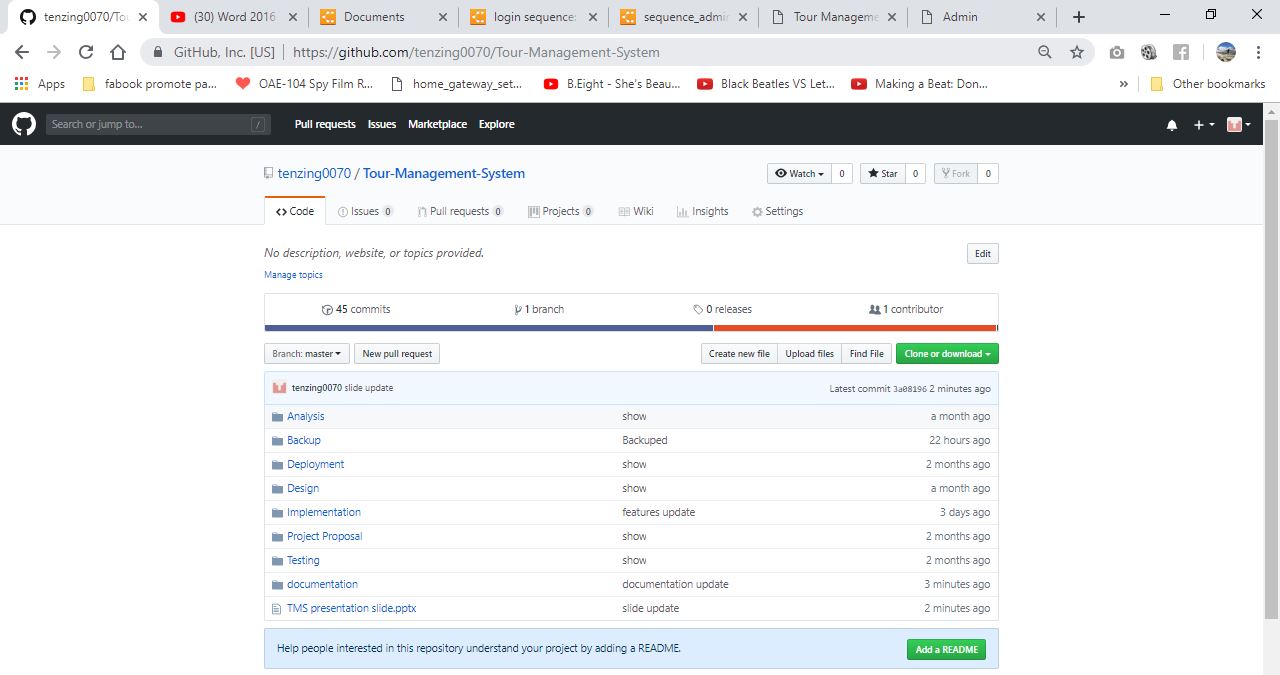 tenzing0070/Tou
(30) Word 2016
Documents
login sequence:
sequence_admin
Tour Manageme
Admin
GitHub, Inc. [US] | https://github.com/tenzing0070/Tour-Management-System
Apps
fabook promote pa...
OAE-104 Spy Film R...
home_gateway_set...
B.Eight - She's Beau...
Black Beatles VS Let...
Making a Beat: Don...
»
Other bookmarks
Search or jump to... /
Pull requests Issues Marketplace Explore
tenzing0070 / Tour-Management-System
Watch 0 Star 0 Fork 0
Code Issues 0 Pull requests 0 Projects 0 Wiki Insights Settings
No description, website, or topics provided. Edit
Manage topics
45 commits 1 branch 0 releases 1 contributor
Branch: master New pull request Create new file Upload files Find File Clone or download
tenzing0070 slide update Latest commit 3a08196 2 minutes ago
Analysis show a month ago
Backup Backuped 22 hours ago
Deployment show 2 months ago
Design show a month ago
Implementation features update 3 days ago
Project Proposal show 2 months ago
Testing show 2 months ago
documentation documentation update 3 minutes ago
TMS presentation slide.pptx slide update 2 minutes ago
Help people interested in this repository understand your project by adding a README. Add a README